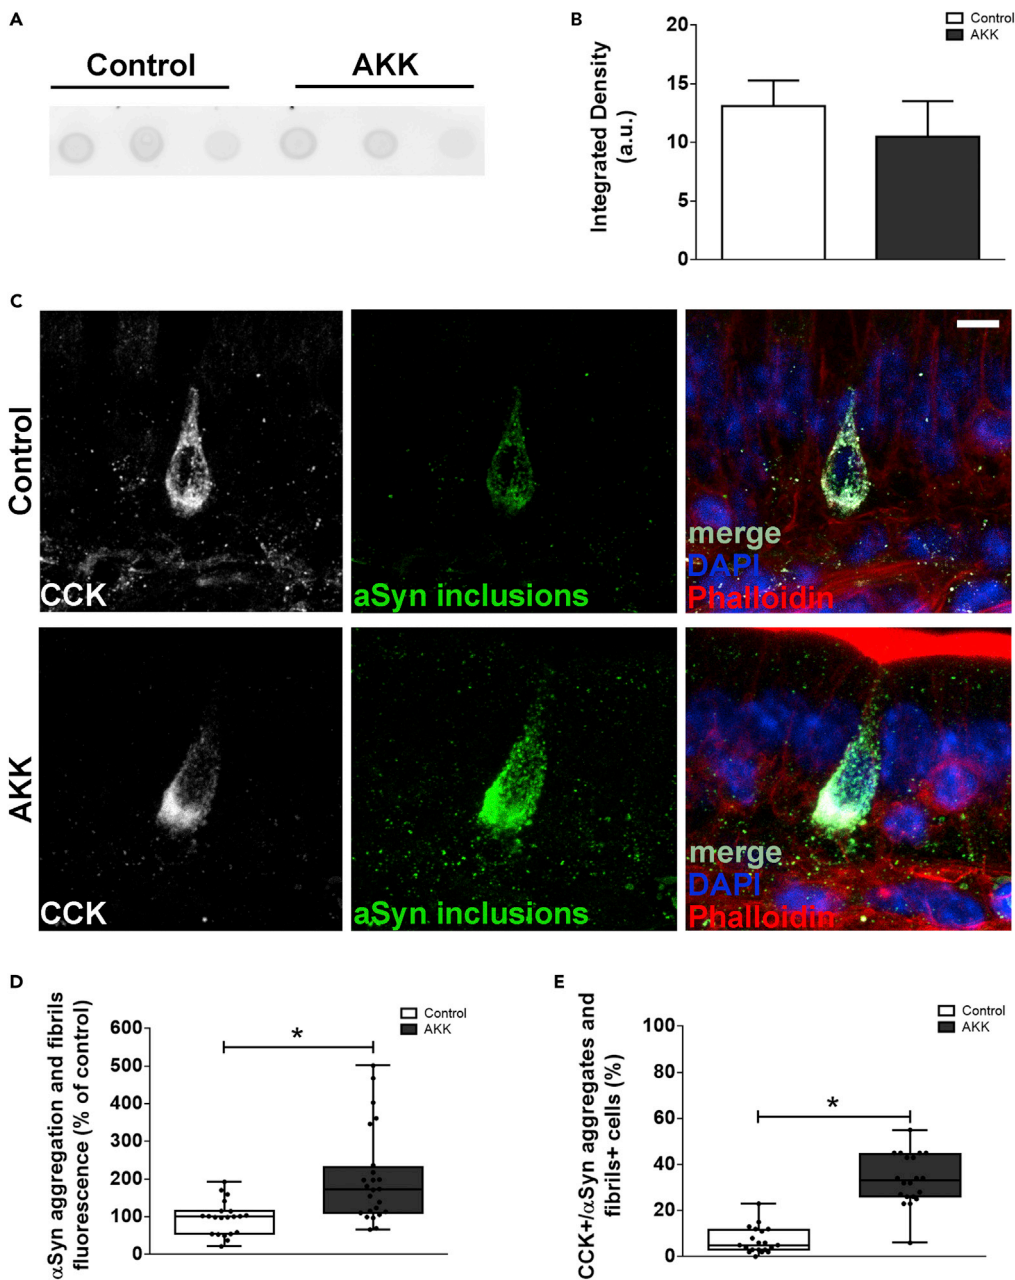 A
Control AKK
B
Control
AKK
Integrated Density
(a.u.)
20
15
10
5
0
C
Control
CCK
aSyn inclusions
merge
DAPI
Phalloidin
AKK
CCK
aSyn inclusions
merge
DAPI
Phalloidin
D
Control
AKK
αSyn aggregation and fibrils
fluorescence (% of control)
600
500
400
300
200
100
0
*
E
Control
AKK
CCK+/αSyn aggregates and
fibrils+ cells (%)
100
80
60
40
20
0
*